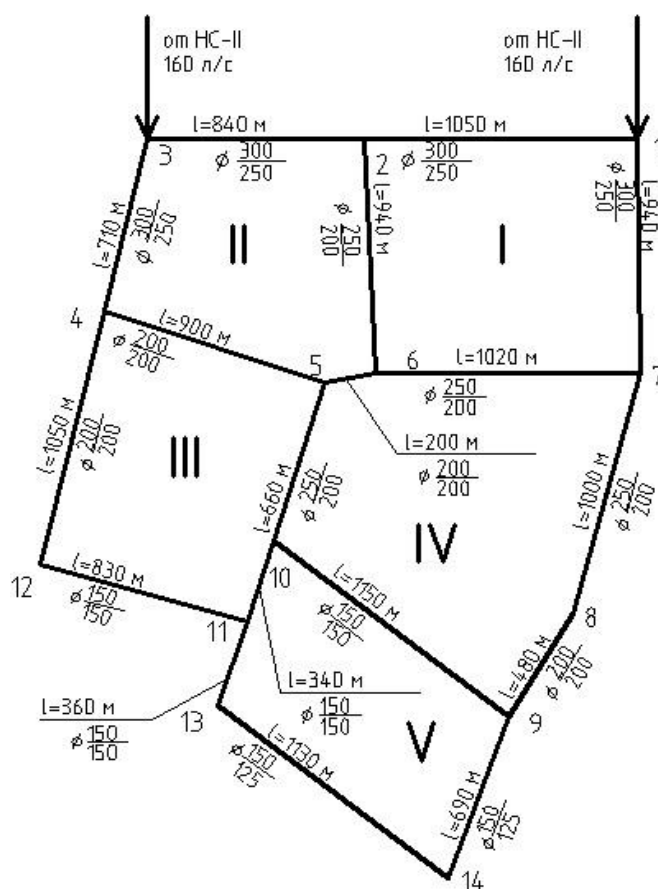 от НС-II
160 л/с
от НС-II
160 л/с
l=840 м
l=1050 м
3
ϕ 300/250
2
ϕ 300/250
1
l=710 м
ϕ 300/250
II
ϕ 250/200
l=940 м
I
ϕ 300/250
l=940 м
4
l=900 м
ϕ 200/200
5
6
l=1020 м
7
ϕ 250/200
l=1050 м
ϕ 200/200
III
l=200 м
ϕ 200/200
l=660 м
ϕ 250/200
IV
l=1000 м
ϕ 250/200
12
l=830 м
ϕ 150/150
10
l=1150 м
ϕ 150/150
8
11
l=480 м
ϕ 200/200
l=340 м
ϕ 150/150
l=360 м
ϕ 150/150
13
9
V
l=1130 м
ϕ 150/125
l=690 м
ϕ 150/125
14